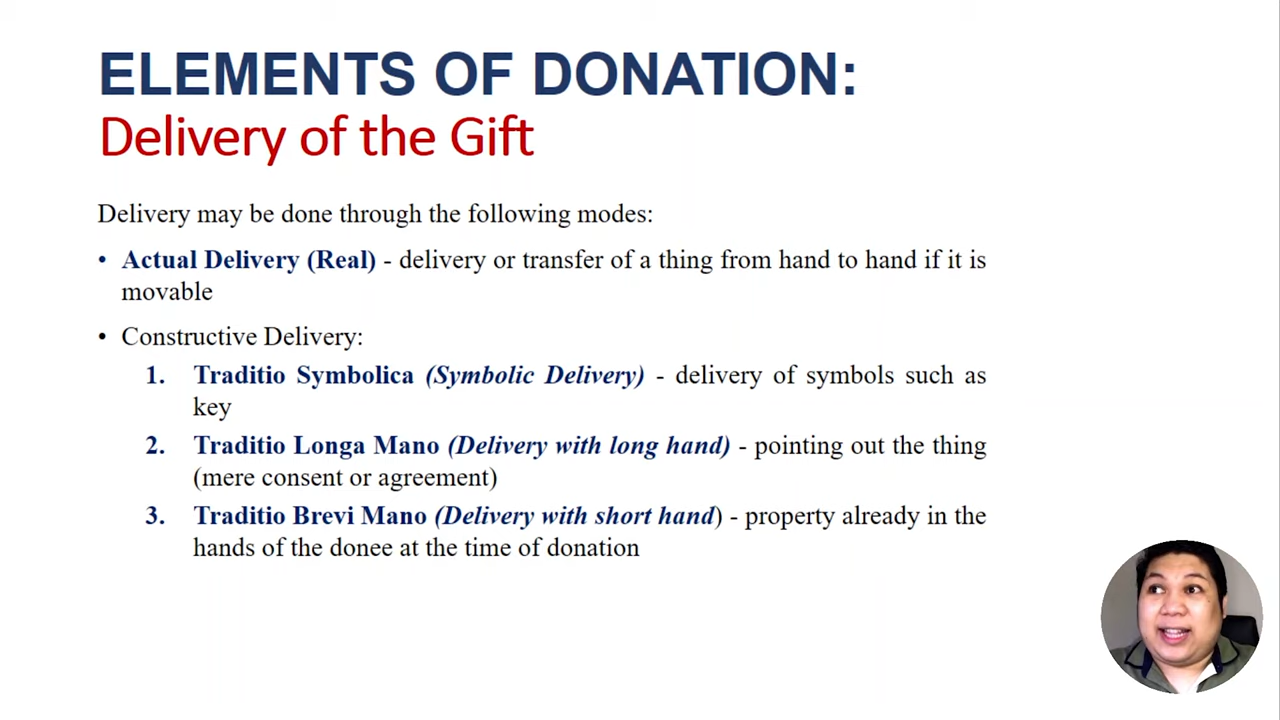 ELEMENTS OF DONATION:
Delivery of the Gift
Delivery may be done through the following modes:
• Actual Delivery (Real) - delivery or transfer of a thing from hand to hand if it is
movable
• Constructive Delivery:
1. Traditio Symbolica (Symbolic Delivery) - delivery of symbols such as
key
2. Traditio Longa Mano (Delivery with long hand) - pointing out the thing
(mere consent or agreement)
3. Traditio Brevi Mano (Delivery with short hand) - property already in the
hands of the donee at the time of donation